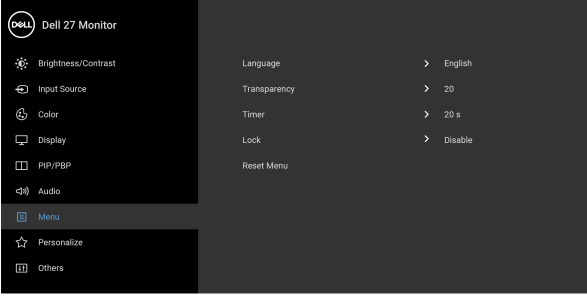 DELL Dell 27 Monitor
Brightness/Contrast
Input Source
Color
Display
PIP/PBP
Audio
Menu
Personalize
Others
Language > English
Transparency > 20
Timer > 20 s
Lock > Disable
Reset Menu